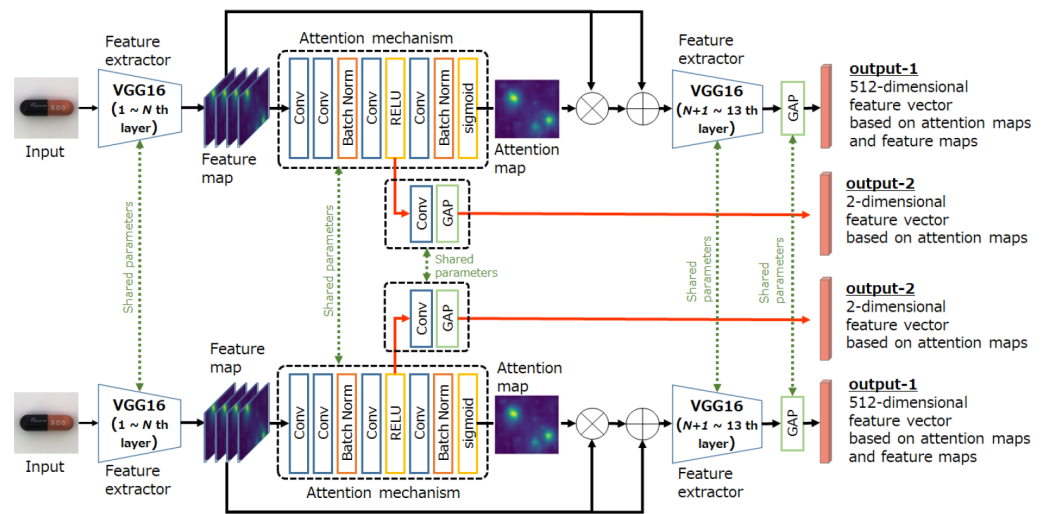 Feature
extractor
VGG16
(1 ~ N th
layer)
Input
500
Feature
map
Attention mechanism
Conv
Conv
Batch Norm
Conv
RELU
Conv
Batch Norm
sigmoid
Attention
map
Feature
extractor
VGG16
(N+1 ~ 13 th
layer)
GAP
output-1
512-dimensional
feature vector
based on attention maps
and feature maps
Conv
GAP
output-2
2-dimensional
feature vector
based on attention maps
Shared parameters
Shared parameters
Shared
parameters
Shared
parameters
Shared
parameters
Conv
GAP
output-2
2-dimensional
feature vector
based on attention maps
Feature
map
VGG16
(1 ~ N th
layer)
Feature
extractor
Input
500
Conv
Conv
Batch Norm
Conv
RELU
Conv
Batch Norm
sigmoid
Attention mechanism
Attention
map
VGG16
(N+1 ~ 13 th
layer)
Feature
extractor
GAP
output-1
512-dimensional
feature vector
based on attention maps
and feature maps